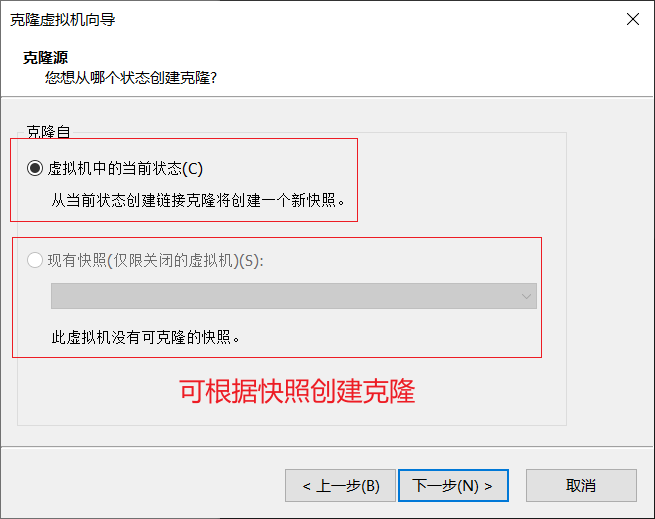 克隆虚拟机向导
克隆源
您想从哪个状态创建克隆?
克隆自
虚拟机中的当前状态(C)
从当前状态创建链接克隆将创建一个新快照。
现有快照(仅限关闭的虚拟机)(S):
此虚拟机没有可克隆的快照。
可根据快照创建克隆
< 上一步(B) 下一步(N) > 取消